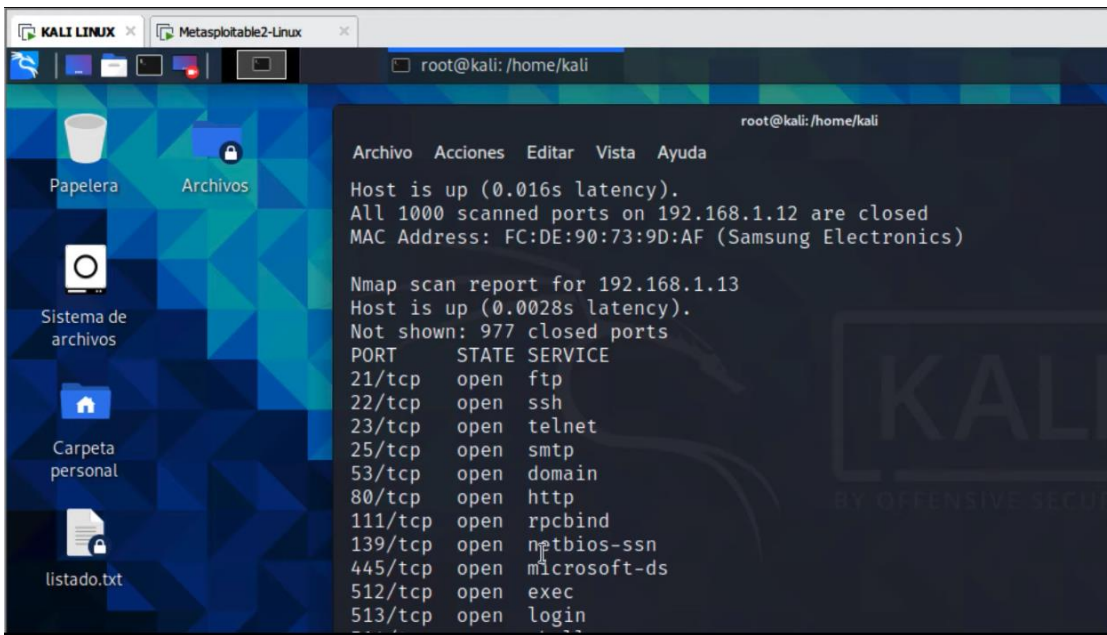 KALI LINUX
Metasploitable2-Linux
root@kali: /home/kali
root@kali: /home/kali
Papelera
Archivos
Sistema de
archivos
Carpeta
personal
listado.txt
Archivo Acciones Editar Vista Ayuda
Host is up (0.016s latency).
All 1000 scanned ports on 192.168.1.12 are closed
MAC Address: FC:DE:90:73:9D:AF (Samsung Electronics)
Nmap scan report for 192.168.1.13
Host is up (0.0028s latency).
Not shown: 977 closed ports
PORT STATE SERVICE
21/tcp open ftp
22/tcp open ssh
23/tcp open telnet
25/tcp open smtp
53/tcp open domain
80/tcp open http
111/tcp open rpcbind
139/tcp open netbios-ssn
445/tcp open microsoft-ds
512/tcp open exec
513/tcp open login
KALI
BY OFFENSIVE